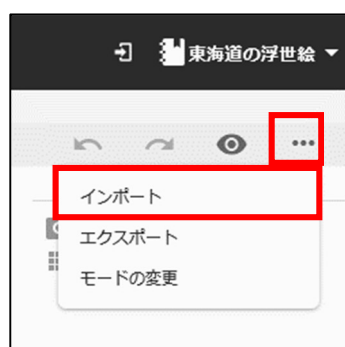 東海道の浮世絵
インポート
エクスポート
モードの変更